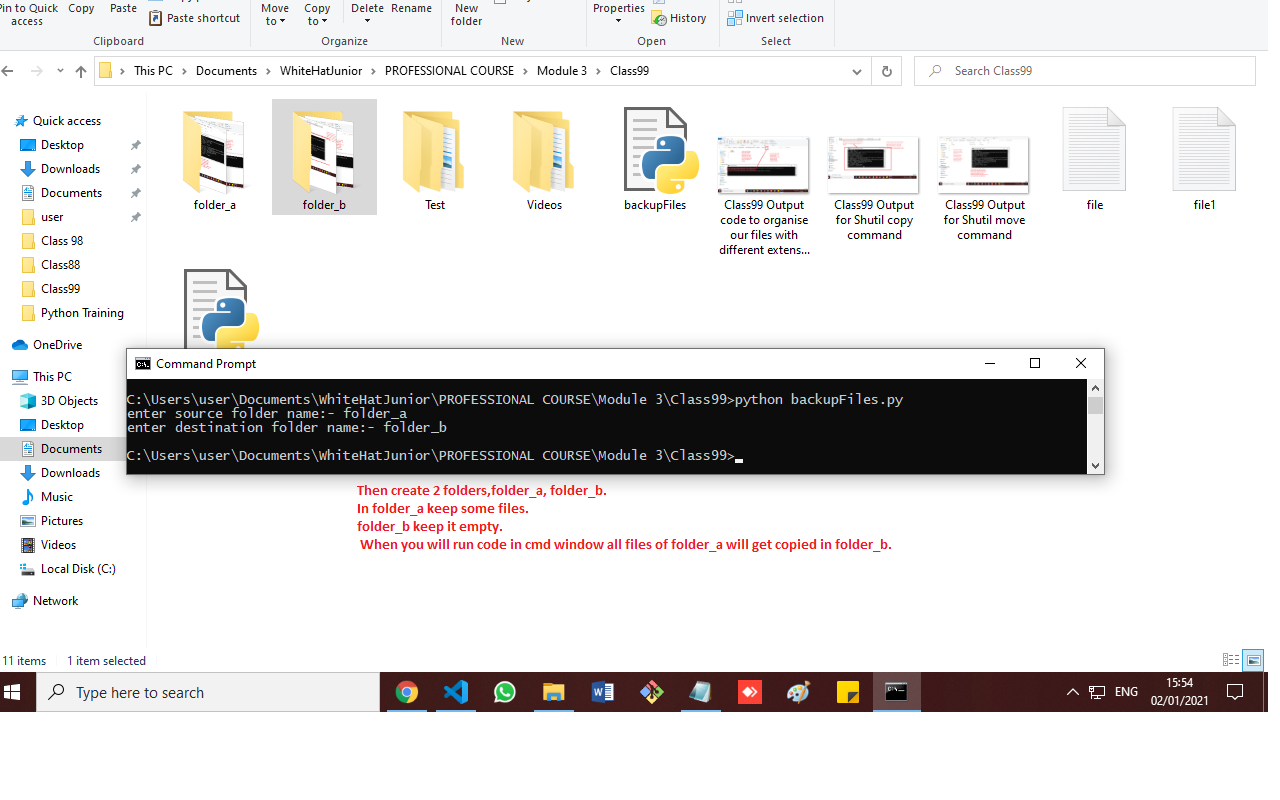 Pin to Quick access
Copy
Paste
Paste shortcut
Move to
Copy to
Delete
Rename
New folder
Properties
History
Invert selection
Clipboard
Organize
New
Open
Select
This PC > Documents > WhiteHatJunior > PROFESSIONAL COURSE > Module 3 > Class99
Search Class99
Quick access
Desktop
Downloads
Documents
user
Class 98
Class88
Class99
Python Training
OneDrive
This PC
3D Objects
Desktop
Documents
Downloads
Music
Pictures
Videos
Local Disk (C:)
Network
folder_a
folder_b
Test
Videos
backupFiles
Class99 Output
code to organise
our files with
different extens...
Class99 Output
for Shutil copy
command
Class99 Output
for Shutil move
command
file
file1
Command Prompt
C:\Users\user\Documents\WhiteHatJunior\PROFESSIONAL COURSE\Module 3\Class99>python backupFiles.py
enter source folder name:- folder_a
enter destination folder name:- folder_b
C:\Users\user\Documents\WhiteHatJunior\PROFESSIONAL COURSE\Module 3\Class99>
Then create 2 folders,folder_a, folder_b.
In folder_a keep some files.
folder_b keep it empty.
When you will run code in cmd window all files of folder_a will get copied in folder_b.
11 items
1 item selected
Type here to search
ENG
15:54
02/01/2021